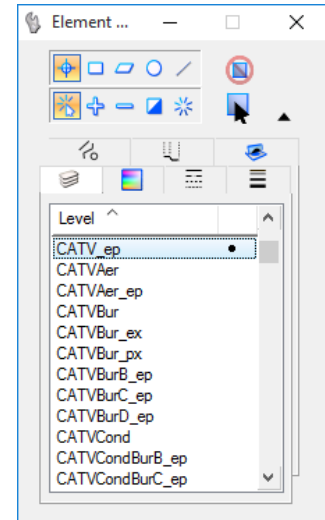 Element ...
Level
CATV_ep
CATVAer
CATVAer_ep
CATVBur
CATVBur_ex
CATVBur_px
CATVBurB_ep
CATVBurC_ep
CATVBurD_ep
CATVCond
CATVCondBurB_ep
CATVCondBurC_ep